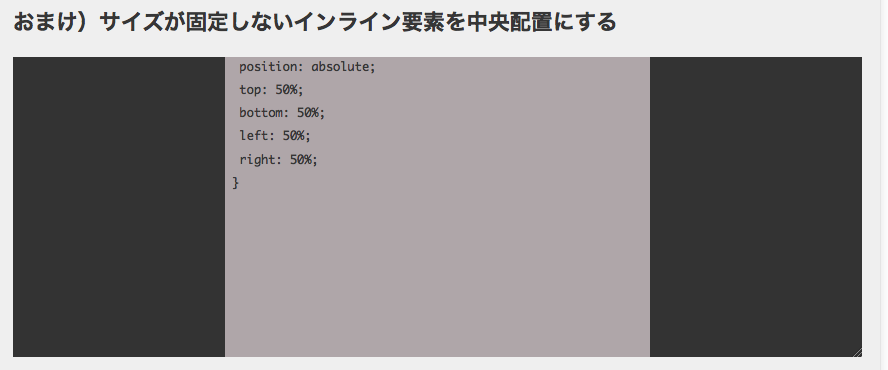 おまけ）サイズが固定しないインライン要素を中央配置にする
position: absolute;
top: 50%;
bottom: 50%;
left: 50%;
right: 50%;
}